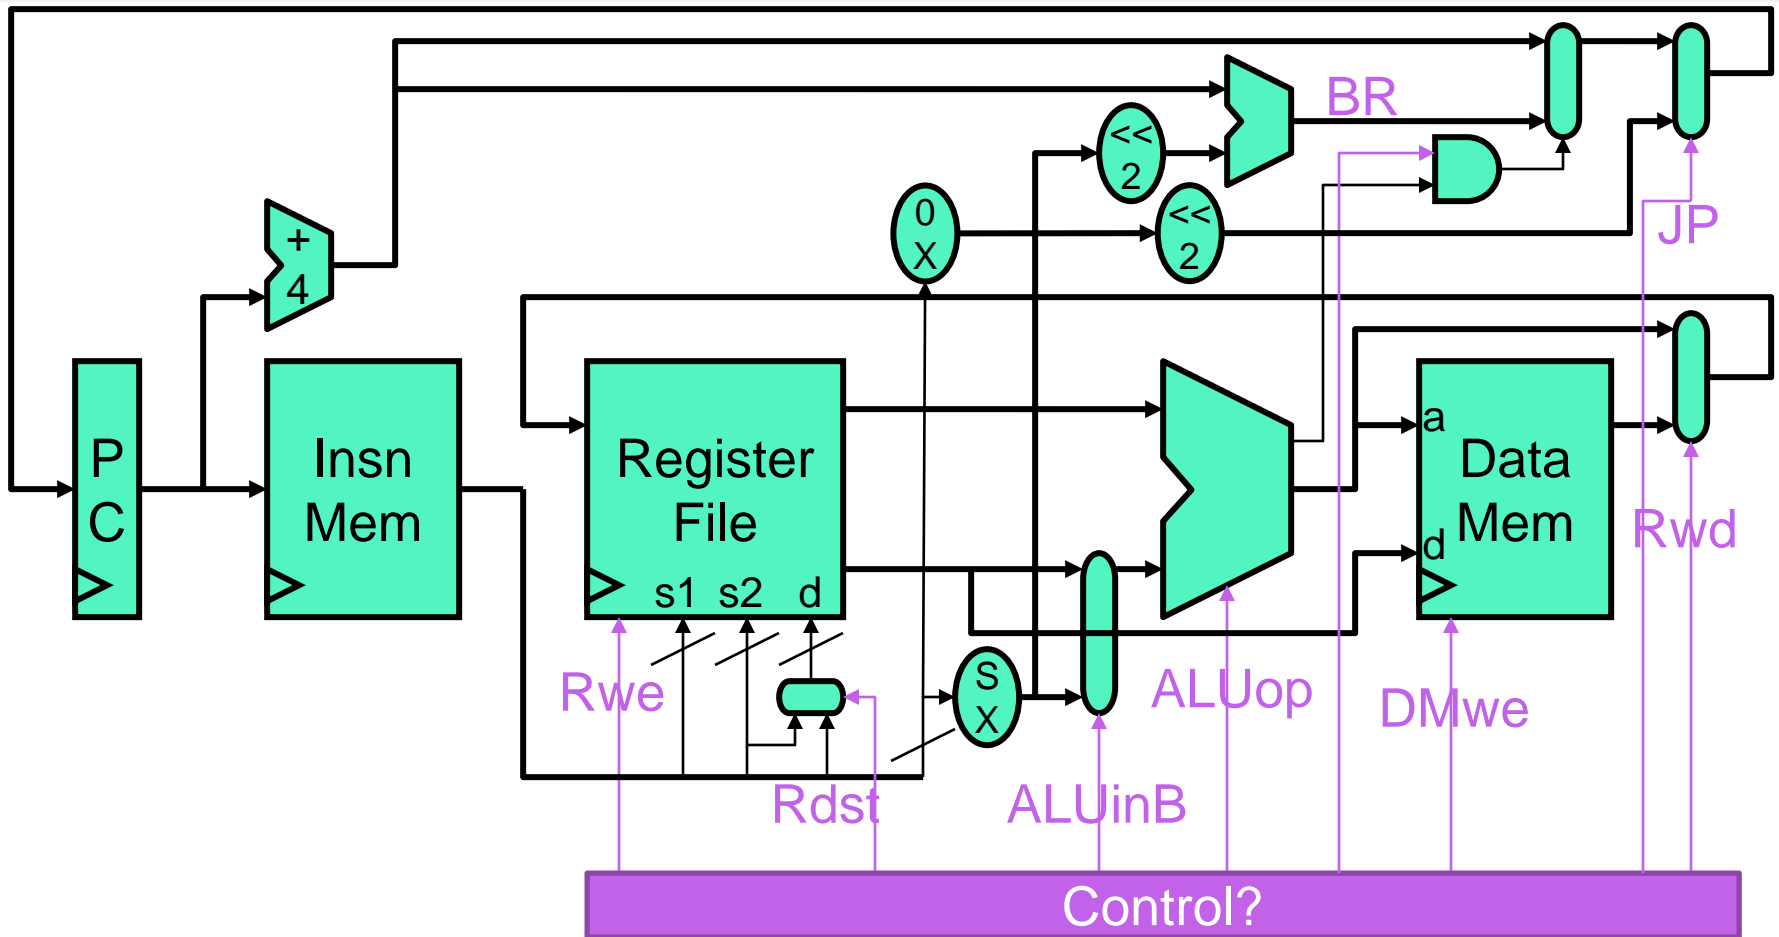 BR
<<
2
0
X
<<
2
JP
+
4
P
C
Insn
Mem
Register
File
s1 s2 d
a
d
Data
Mem
Rwd
S
X
Rwe
ALUop
DMwe
Rdst
ALUinB
Control?